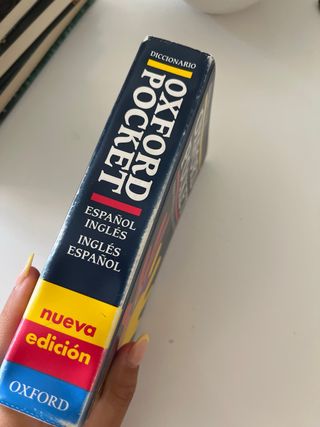 DICCIONARIO
OXFORD
POCKET
ESPAÑOL
INGLÉS
INGLÉS
ESPAÑOL
nueva
edición
OXFORD